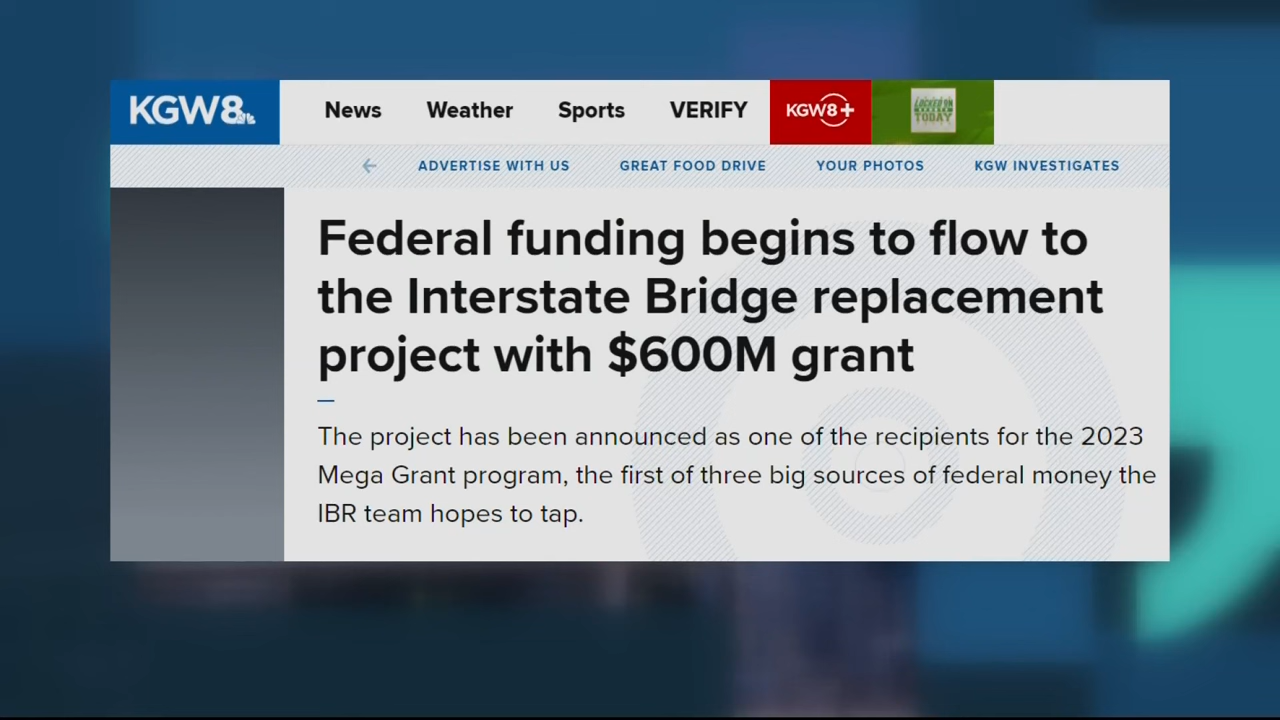 KGW8 News Weather Sports VERIFY KGW8+ LOCKED ON TODAY
ADVERTISE WITH US GREAT FOOD DRIVE YOUR PHOTOS KGW INVESTIGATES
Federal funding begins to flow to
the Interstate Bridge replacement
project with $600M grant
The project has been announced as one of the recipients for the 2023
Mega Grant program, the first of three big sources of federal money the
IBR team hopes to tap.